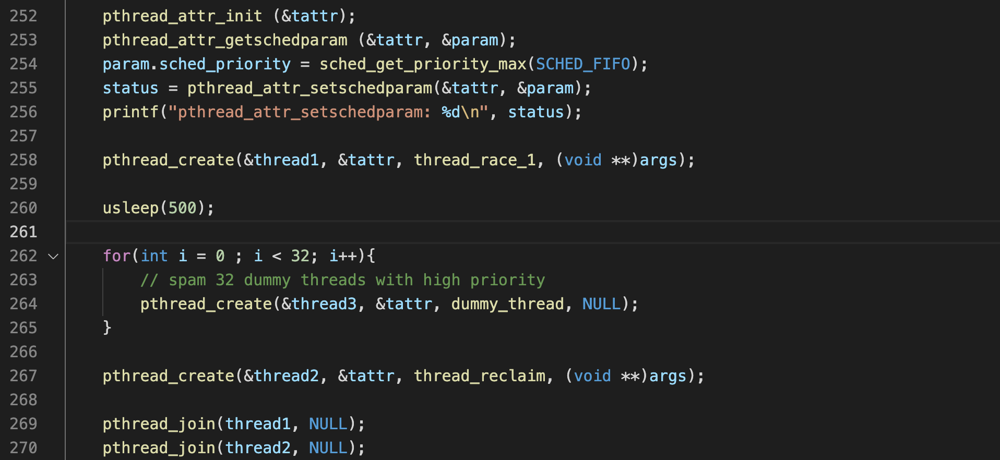 252 pthread_attr_init (&tattr);
253 pthread_attr_getschedparam (&tattr, &param);
254 param.sched_priority = sched_get_priority_max(SCHED_FIFO);
255 status = pthread_attr_setschedparam(&tattr, &param);
256 printf("pthread_attr_setschedparam: %d\n", status);
257
258 pthread_create(&thread1, &tattr, thread_race_1, (void **)args);
259
260 usleep(500);
261
262 for(int i = 0 ; i < 32; i++){
263 // spam 32 dummy threads with high priority
264 pthread_create(&thread3, &tattr, dummy_thread, NULL);
265 }
266
267 pthread_create(&thread2, &tattr, thread_reclaim, (void **)args);
268
269 pthread_join(thread1, NULL);
270 pthread_join(thread2, NULL);